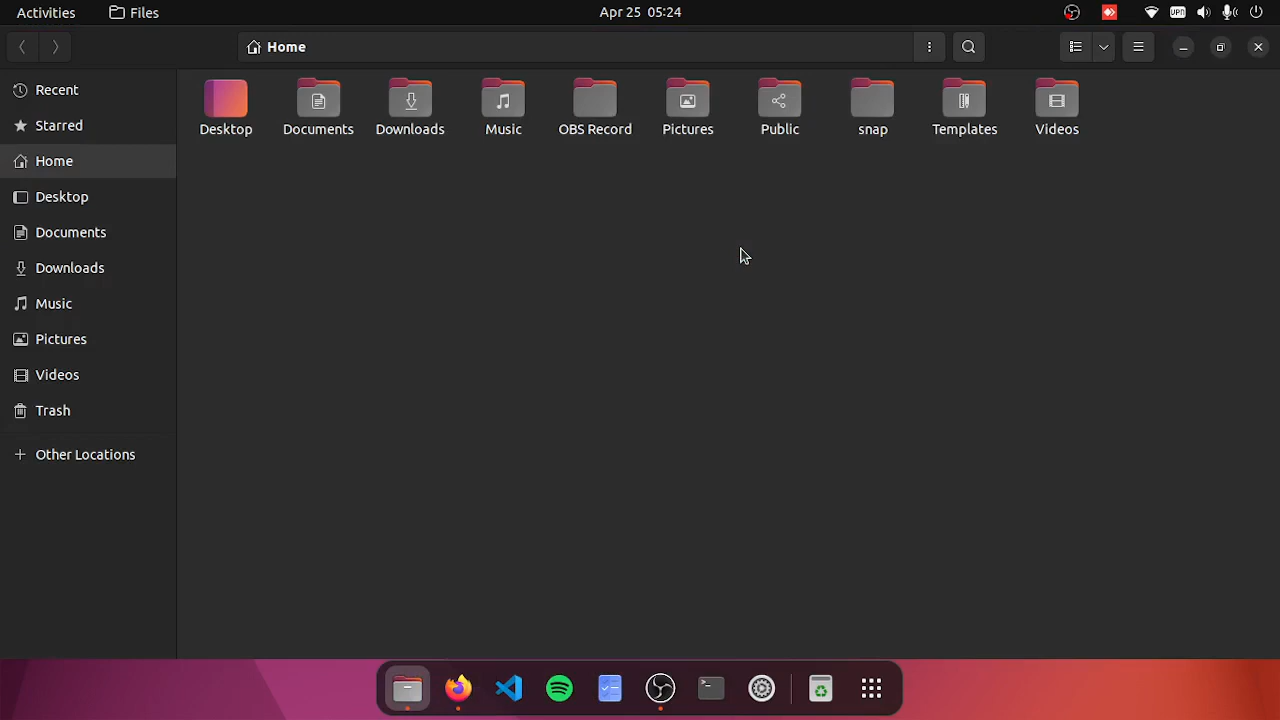 Activities
Files
Apr 25 05:24
VPN
Home
Recent
Starred
Home
Desktop
Documents
Downloads
Music
Pictures
Videos
Trash
Other Locations
Desktop
Documents
Downloads
Music
OBS Record
Pictures
Public
snap
Templates
Videos